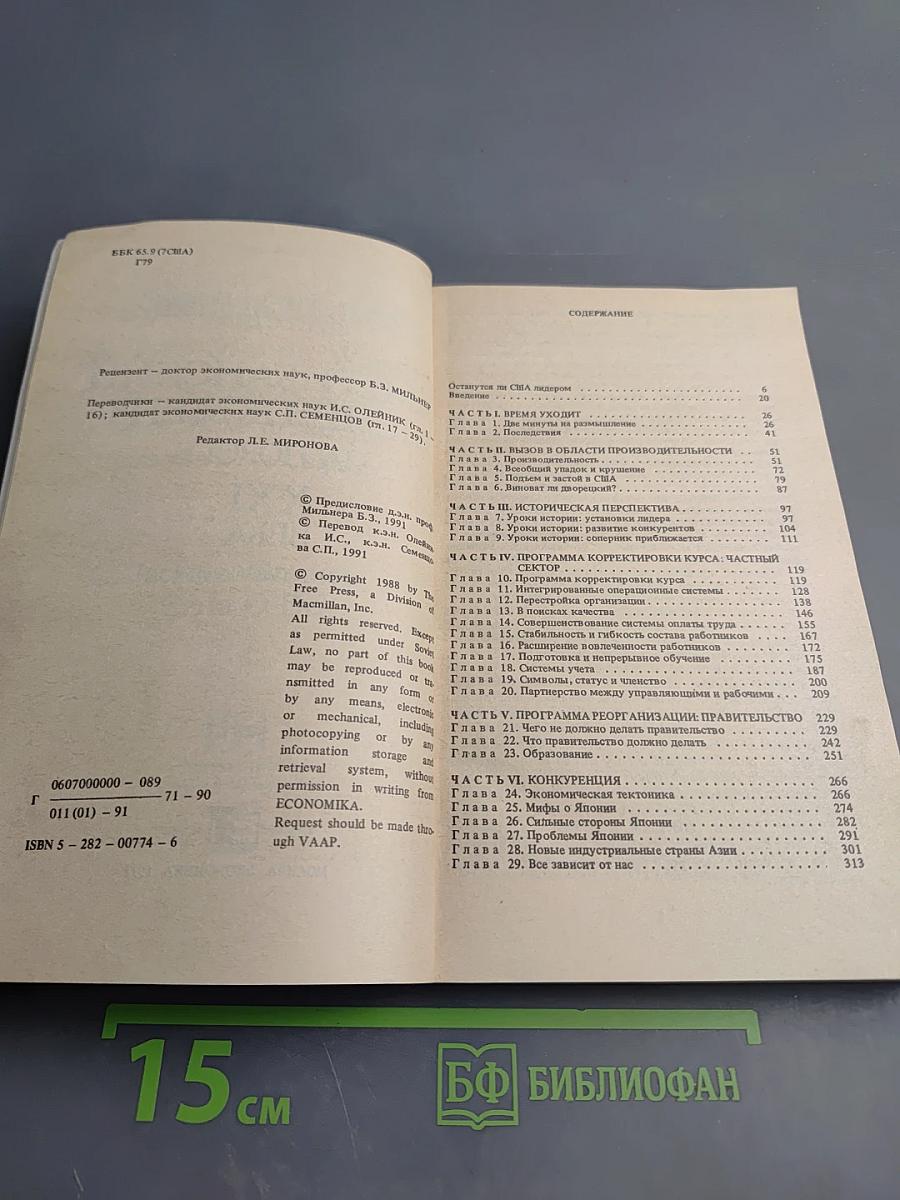 ББК 65.9(7США)
Г79
Рецензент – доктор экономических наук, профессор Б.З. МИЛЬНЕР
Переводчики – кандидат экономических наук И.С. ОЛЕЙНИК (гл. 1 –
16); кандидат экономических наук С.П. СЕМЕНЦОВ (гл. 17 – 29).
Редактор Л.Е. МИРОНОВА
© Предисловие д.э.н. проф.
Мильнера Б.З., 1991
© Перевод к.э.н. Олейни-
ка И.С., к.э.н. Семенцо-
ва С.П., 1991
© Copyright 1988 by The
Free Press, a Division of
Macmillan, Inc.
All rights reserved. Except
as permitted under Soviet
Law, no part of this book
may be reproduced or tra-
nsmitted in any form or
by any means, electronic
or mechanical, including
photocopying or by any
information storage and
retrieval system, without
permission in writing from
ECONOMIKA.
Request should be made thro-
ugh VAAP.
Г 0607000000 – 089
011(01) – 91
71 – 90
ISBN 5 – 282 – 00774 – 6
СОДЕРЖАНИЕ
Останутся ли США лидером . . . . . . . . . . 6
Введение . . . . . . . . . . 20
ЧАСТЬ I. ВРЕМЯ УХОДИТ . . . . . . . . . . 26
Глава 1. Две минуты на размышление . . . . . . . . . . 26
Глава 2. Последствия . . . . . . . . . . 41
ЧАСТЬ II. ВЫЗОВ В ОБЛАСТИ ПРОИЗВОДИТЕЛЬНОСТИ . . 51
Глава 3. Производительность . . . . . . . . . . 51
Глава 4. Всеобщий упадок и крушение . . . . . . . . . . 72
Глава 5. Подъем и застой в США . . . . . . . . . . 79
Глава 6. Виноват ли дворецкий? . . . . . . . . . . 87
ЧАСТЬ III. ИСТОРИЧЕСКАЯ ПЕРСПЕКТИВА . . . . . . . . . . 97
Глава 7. Уроки истории: установки лидера . . . . . . . . . . 97
Глава 8. Уроки истории: развитие конкурентов . . . . . . . . . . 104
Глава 9. Уроки истории: соперник приближается . . . . . . . . . . 111
ЧАСТЬ IV. ПРОГРАММА КОРРЕКТИРОВКИ КУРСА: ЧАСТНЫЙ
СЕКТОР . . . . . . . . . . 119
Глава 10. Программа корректировки курса . . . . . . . . . . 119
Глава 11. Интегрированные операционные системы . . . . . . . . 128
Глава 12. Перестройка организации . . . . . . . . . . 138
Глава 13. В поисках качества . . . . . . . . . . 146
Глава 14. Совершенствование системы оплаты труда . . . . . . . 155
Глава 15. Стабильность и гибкость состава работников . . . . 167
Глава 16. Расширение вовлеченности работников . . . . . . . . 172
Глава 17. Подготовка и непрерывное обучение . . . . . . . . 175
Глава 18. Системы учета . . . . . . . . . . 187
Глава 19. Символы, статус и членство . . . . . . . . . . 200
Глава 20. Партнерство между управляющими и рабочими . . . 209
ЧАСТЬ V. ПРОГРАММА РЕОРГАНИЗАЦИИ: ПРАВИТЕЛЬСТВО 229
Глава 21. Чего не должно делать правительство . . . . . . . . 229
Глава 22. Что правительство должно делать . . . . . . . . . . 242
Глава 23. Образование . . . . . . . . . . 251
ЧАСТЬ VI. КОНКУРЕНЦИЯ . . . . . . . . . . 266
Глава 24. Экономическая тектоника . . . . . . . . . . 266
Глава 25. Мифы о Японии . . . . . . . . . . 274
Глава 26. Сильные стороны Японии . . . . . . . . . . 282
Глава 27. Проблемы Японии . . . . . . . . . . 291
Глава 28. Новые индустриальные страны Азии . . . . . . . . . . 301
Глава 29. Все зависит от нас . . . . . . . . . . 313
15 см
БФ БИБЛИОФАН